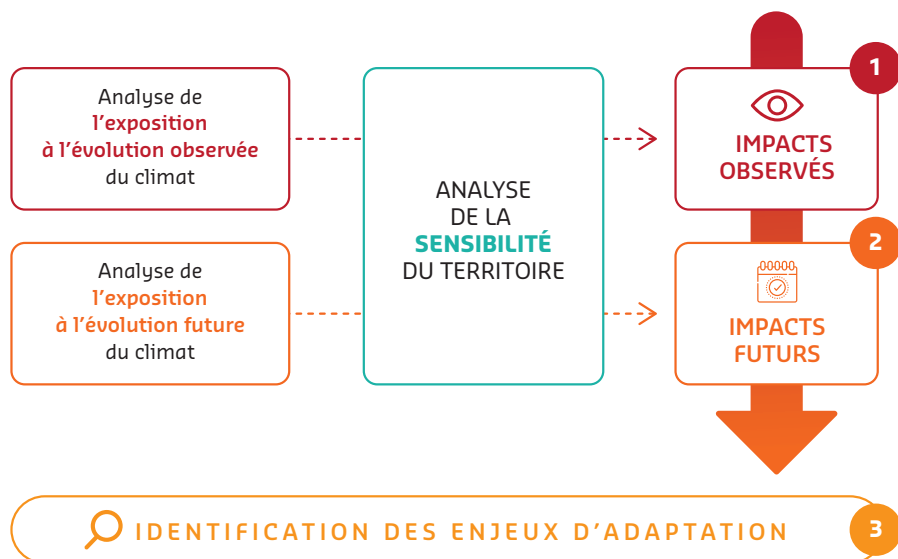 Analyse de
l'exposition
à l'évolution observée
du climat
ANALYSE
DE LA
SENSIBILITÉ
DU TERRITOIRE
1
IMPACTS
OBSERVÉS
Analyse de
l'exposition
à l'évolution future
du climat
2
IMPACTS
FUTURS
IDENTIFICATION DES ENJEUX D'ADAPTATION
3